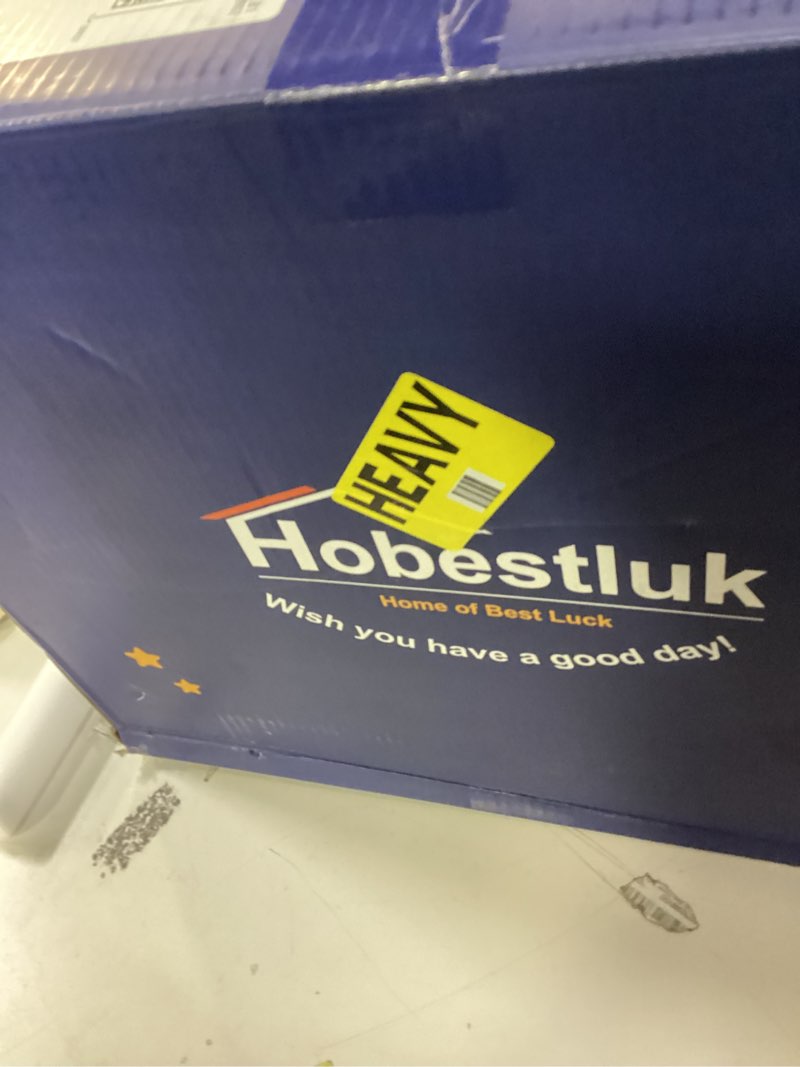 HEAVY
Hobestluk
Home of Best Luck
Wish you have a good day!